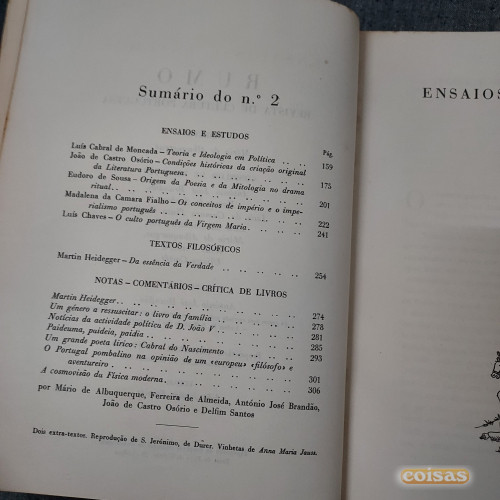 Sumário do n.º 2
ENSAIOS E ESTUDOS
Pág.
Luís Cabral de Moncada – Teoria e Ideologia em Política . . . . 159
João de Castro Osório – Condições históricas da criação original
da Literatura Portuguesa . . . . . . . . . . . . . . 175
Eudoro de Sousa – Origem da Poesia e da Mitologia no drama
ritual . . . . . . . . . . . . . . . . . . 201
Madalena da Camara Fialho – Os conceitos de império e o impe-
rialismo português . . . . . . . . . . . . . . 222
Luís Chaves – O culto português da Virgem Maria . . . . . . 241
TEXTOS FILOSÓFICOS
Martin Heidegger – Da essência da Verdade . . . . . . . . 254
NOTAS – COMENTÁRIOS – CRÍTICA DE LIVROS
Martin Heidegger . . . . . . . . . . . . . . . . 274
Um género a ressuscitar: o livro da família . . . . . . . . 278
Notícias da actividade política de D. João V . . . . . . . . 281
Paideuma, paideia, paidia . . . . . . . . . . . . . . 285
Um grande poeta lírico: Cabral do Nascimento . . . . . . . . 293
O Portugal pombalino na opinião de um «europeu» «filósofo» e
aventureiro . . . . . . . . . . . . . . . . 301
A cosmovisão da Física moderna . . . . . . . . . . . . 306
por Mário de Albuquerque, Ferreira de Almeida, António José Brandão,
João de Castro Osório e Delfim Santos
Dois extra-textos. Reprodução de S. Jerónimo, de Dürer. Vinhetas de Anna Maria Jauss.
ENSAIOS
coisas